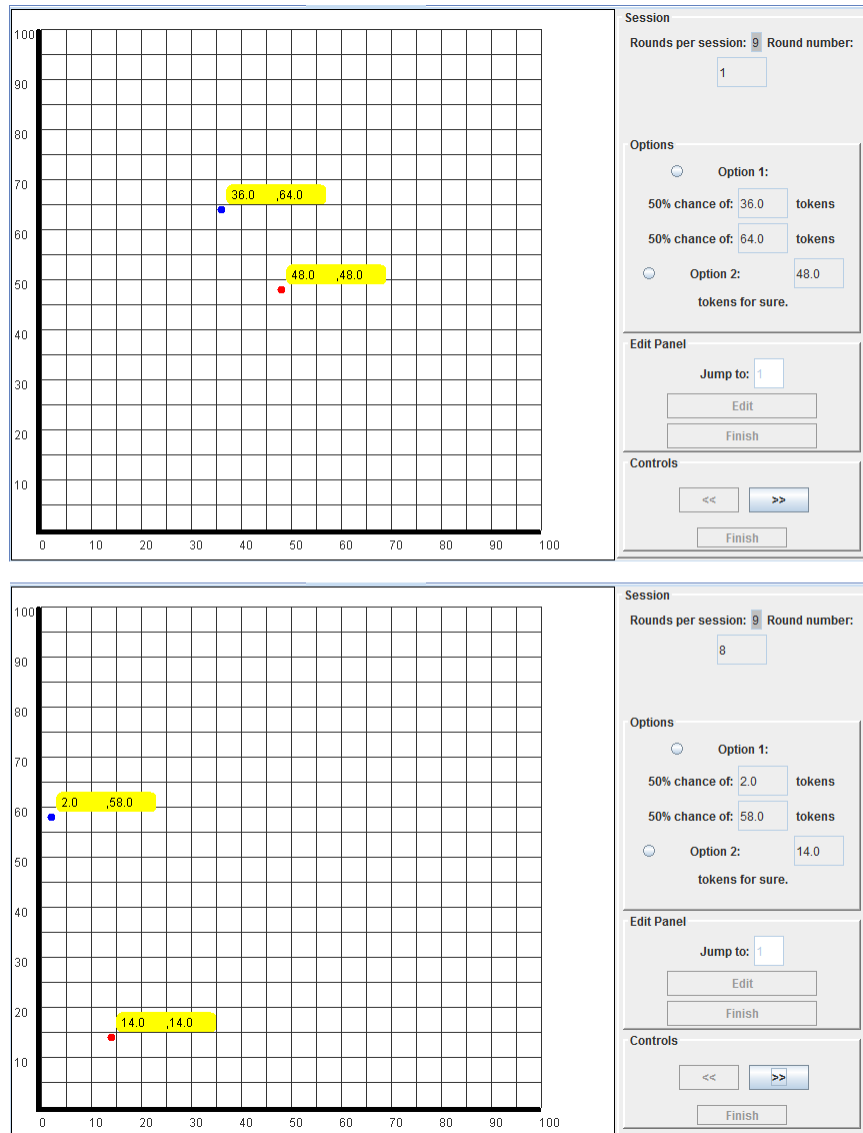 Session
Rounds per session: 9 Round number:
1
100
90
80
70
60
50
40
30
20
10
0 10 20 30 40 50 60 70 80 90 100
36.0 ,64.0
48.0 ,48.0
Options
Option 1:
50% chance of: 36.0 tokens
50% chance of: 64.0 tokens
Option 2: 48.0
tokens for sure.
Edit Panel
Jump to: 1
Edit
Finish
Controls
<< >>
Finish
Session
Rounds per session: 9 Round number:
8
100
90
80
70
60
50
40
30
20
10
0 10 20 30 40 50 60 70 80 90 100
2.0 ,58.0
14.0 ,14.0
Options
Option 1:
50% chance of: 2.0 tokens
50% chance of: 58.0 tokens
Option 2: 14.0
tokens for sure.
Edit Panel
Jump to: 1
Edit
Finish
Controls
<< >>
Finish